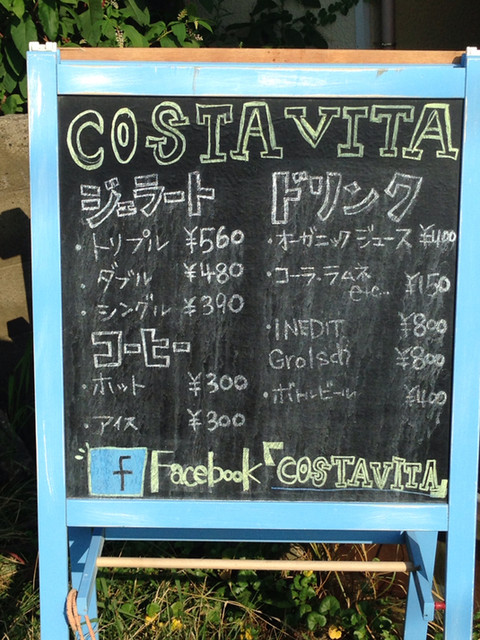 COSTA VITA
ジェラート
・トリプル ¥560
・ダブル ¥480
・シングル ¥390
コーヒー
・ホット ¥300
・アイス ¥300
ドリンク
・オーガニックジュース ¥400
・コーラ.ラムネ
etc... ¥150
・INEDIT ¥800
Grolsch ¥800
・ボトルビール ¥400
f Facebook「COSTAVITA」